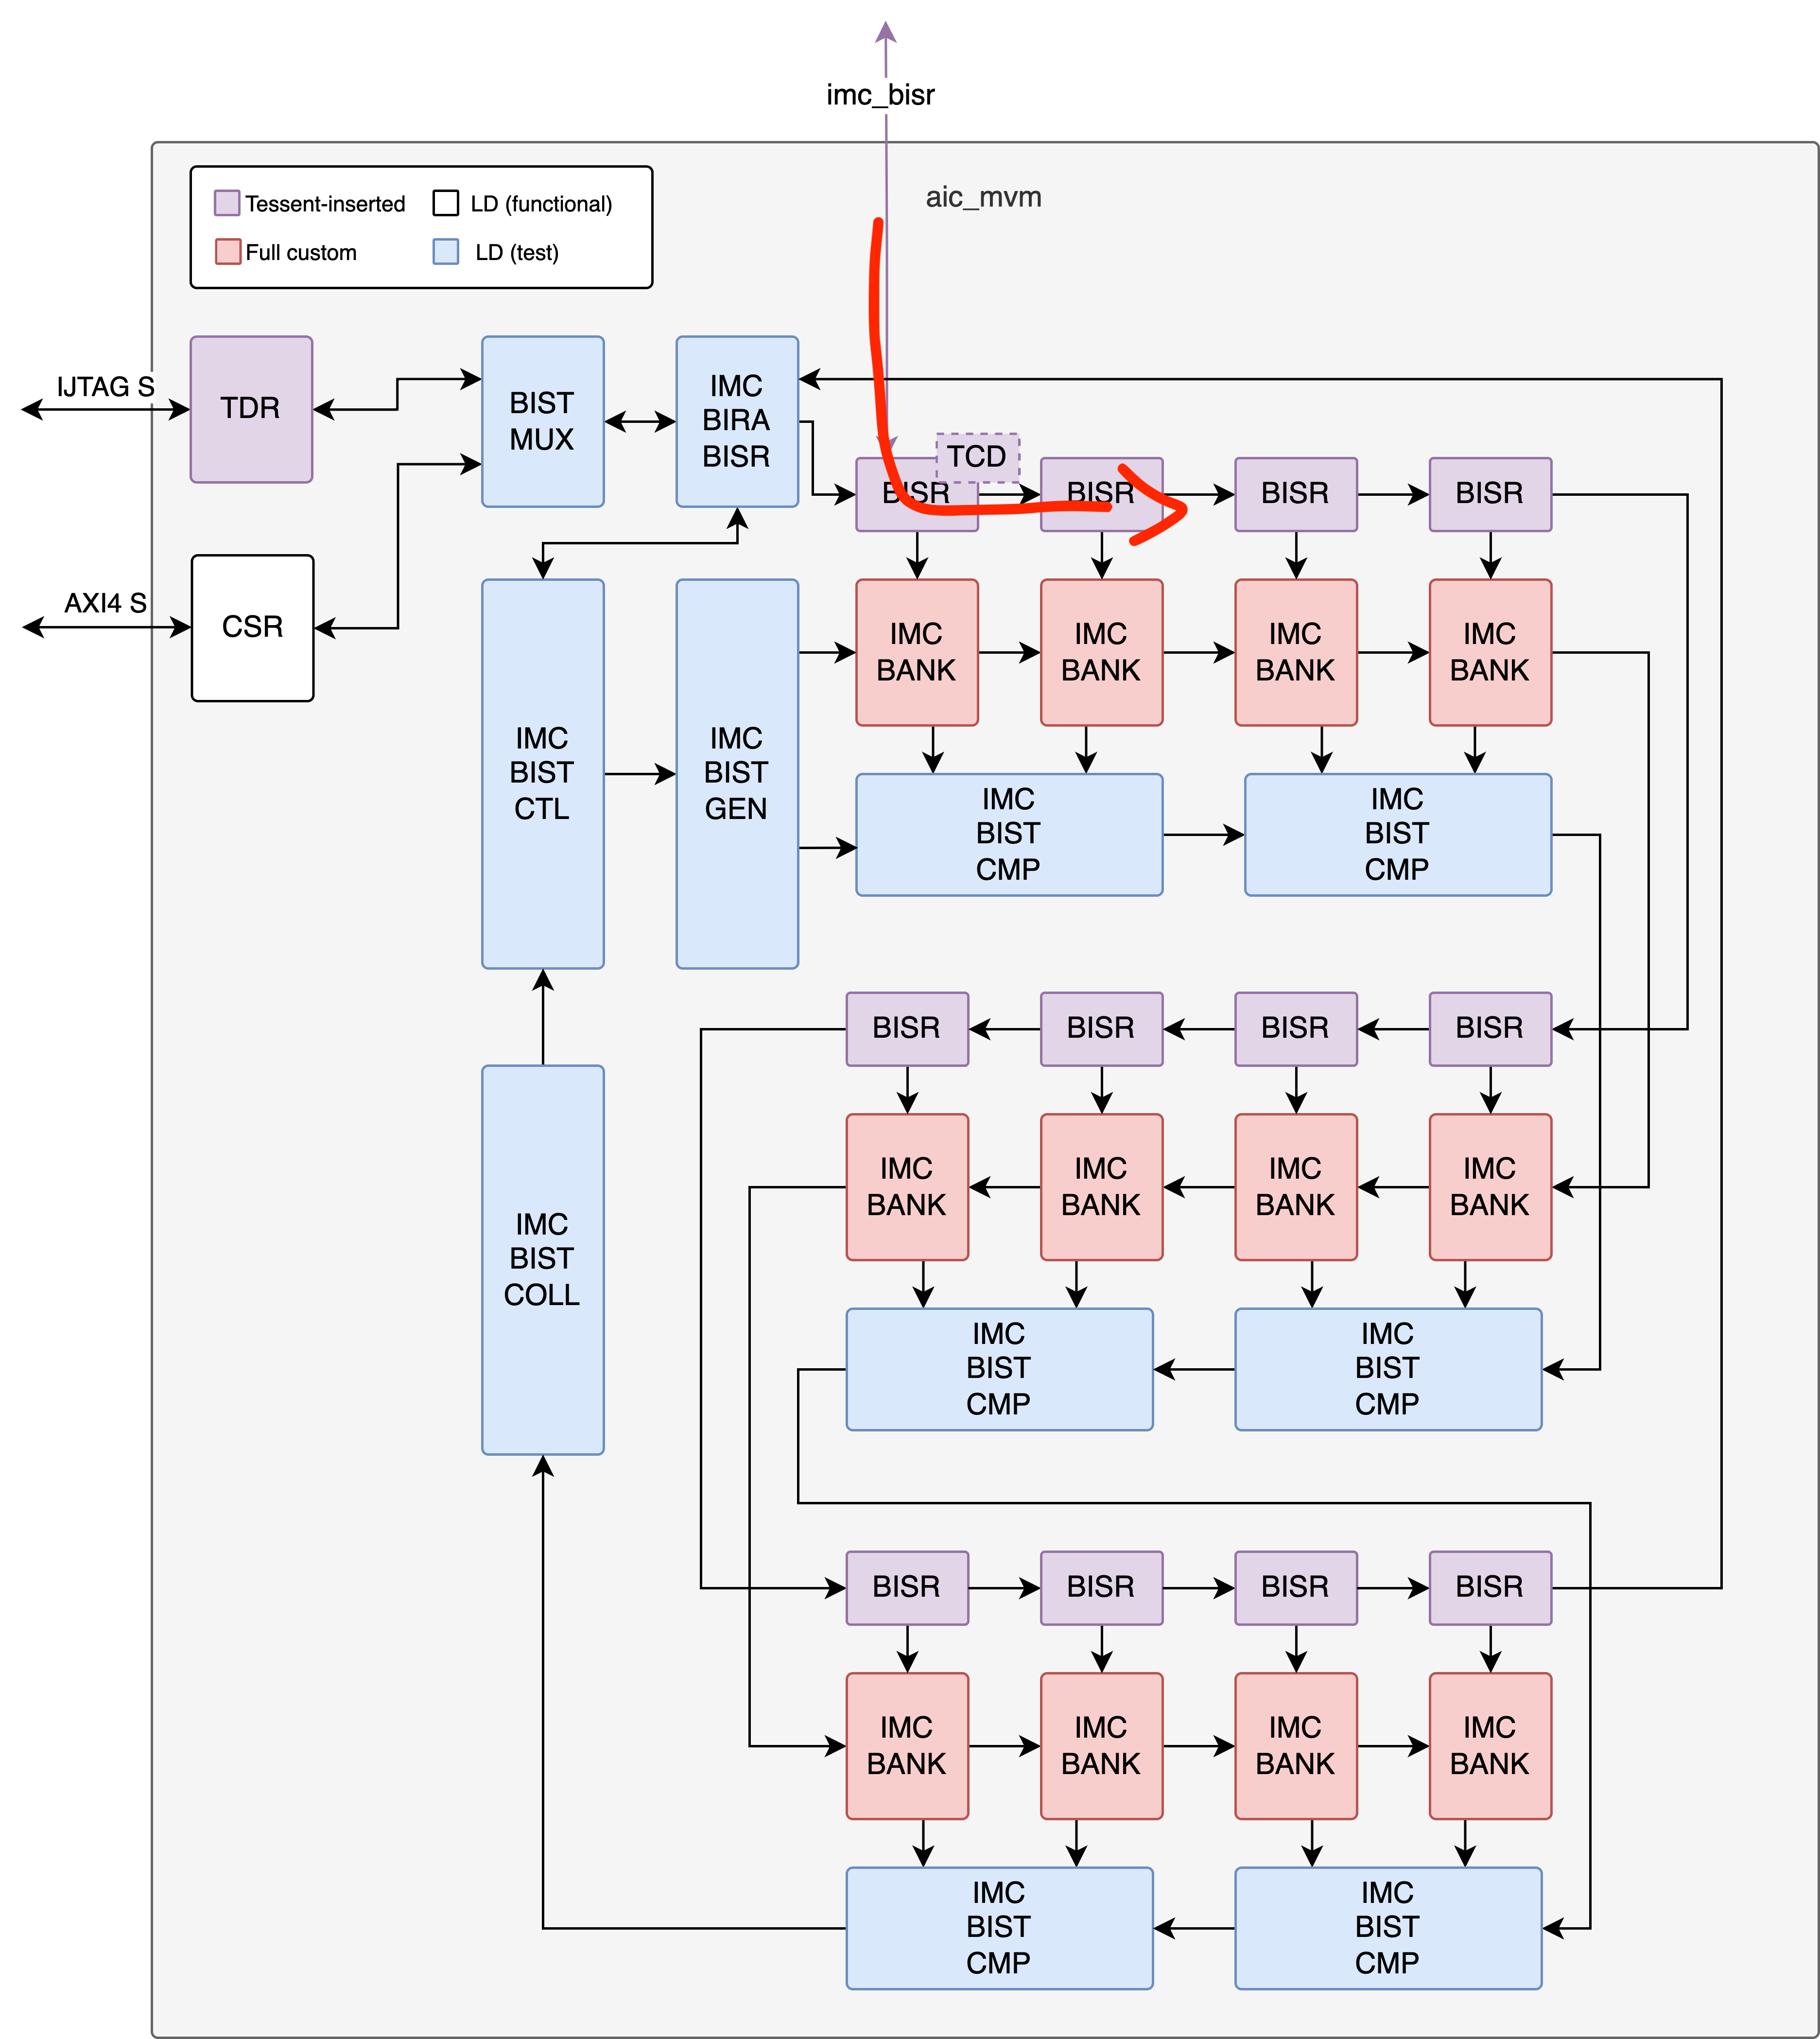 imc_bisr
aic_mvm
Tessent-inserted
LD (functional)
Full custom
LD (test)
IJTAG S
TDR
BIST
MUX
IMC
BIRA
BISR
TCD
BISR
BISR
BISR
BISR
AXI4 S
CSR
IMC
BIST
CTL
IMC
BIST
GEN
IMC
BANK
IMC
BANK
IMC
BANK
IMC
BANK
IMC
BIST
CMP
IMC
BIST
CMP
BISR
BISR
BISR
BISR
IMC
BIST
COLL
IMC
BANK
IMC
BANK
IMC
BANK
IMC
BANK
IMC
BIST
CMP
IMC
BIST
CMP
BISR
BISR
BISR
BISR
IMC
BANK
IMC
BANK
IMC
BANK
IMC
BANK
IMC
BIST
CMP
IMC
BIST
CMP